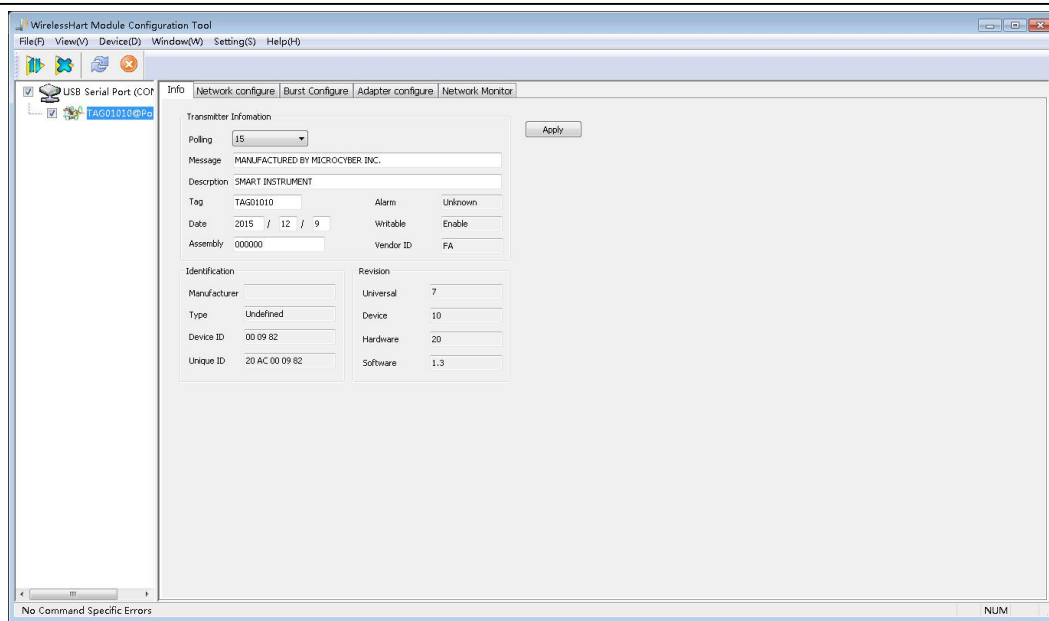 WirelessHart Module Configuration Tool
File(F) View(V) Device(D) Window(W) Setting(S) Help(H)
USB Serial Port (COM
TAG01010@Po
Info Network configure Burst Configure Adapter configure Network Monitor
Transmitter Infomation
Apply
Polling 15
Message MANUFACTURED BY MICROCYBER INC.
Descrption SMART INSTRUMENT
Tag TAG01010 Alarm Unknown
Date 2015 / 12 / 9 Writable Enable
Assembly 000000 Vendor ID FA
Identification Revision
Manufacturer Universal 7
Type Undefined Device 10
Device ID 00 09 82 Hardware 20
Unique ID 20 AC 00 09 82 Software 1.3
No Command Specific Errors NUM